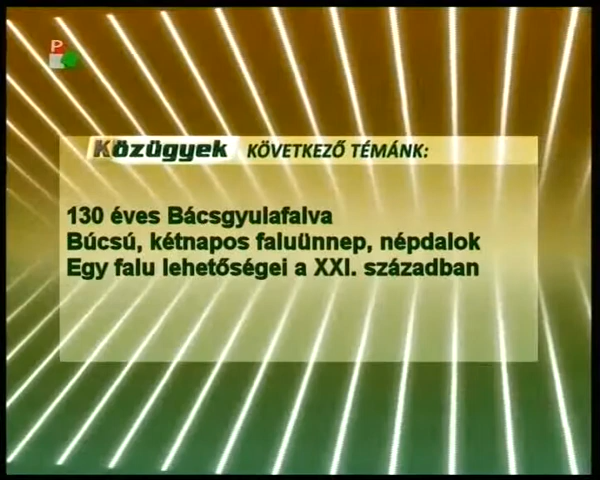 P
Közügyek KÖVETKEZŐ TÉMÁNK:
130 éves Bácsgyulafalva
Búcsú, kétnapos faluünnep, népdalok
Egy falu lehetőségei a XXI. században